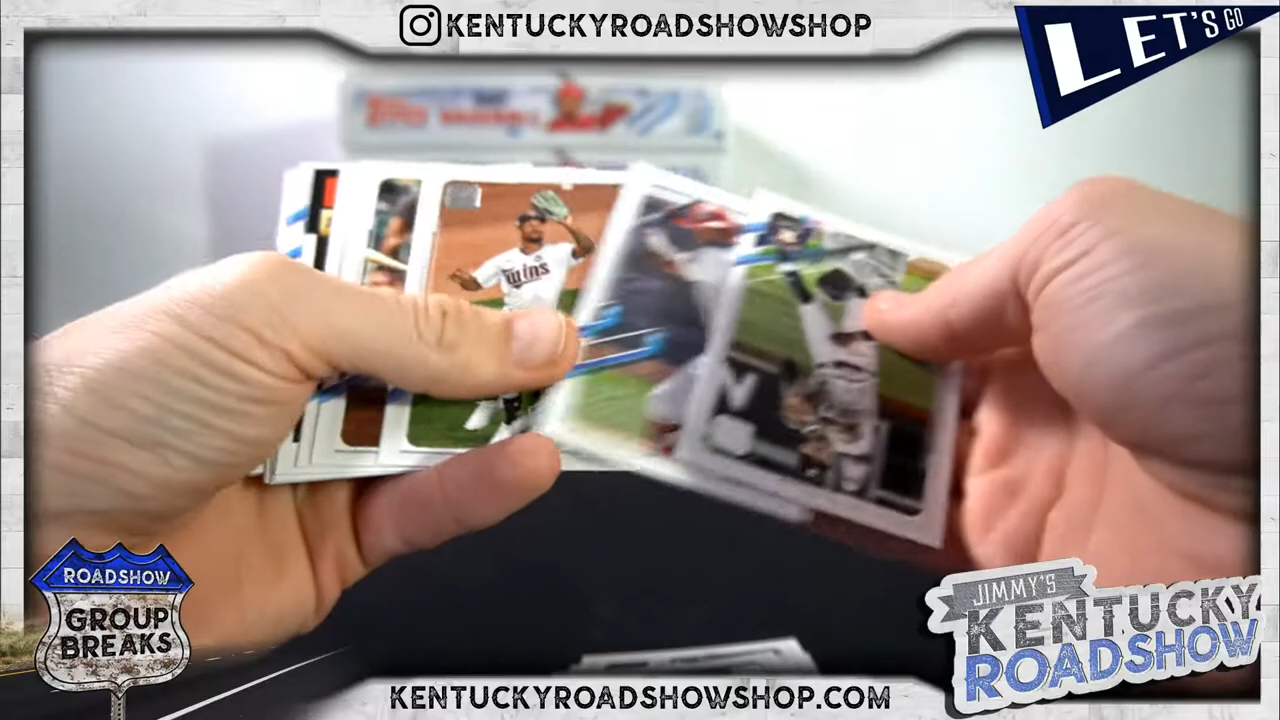 KENTUCKYROADSHOWSHOP
LET'S GO
Twins
ROADSHOW
GROUP
BREAKS
JIMMY'S
KENTUCKY
ROADSHOW
KENTUCKYROADSHOWSHOP.COM